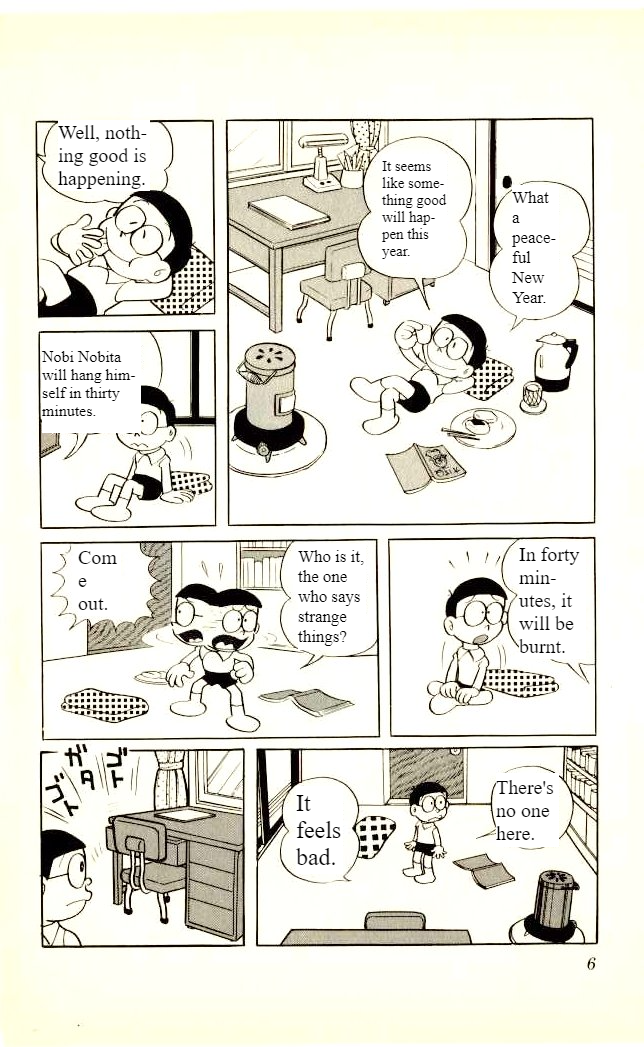 What
a
peace-
ful
New
Year.
It seems
like some-
thing good
will hap-
pen this
year.
Well, noth-
ing good is
happening.
Nobi Nobita
will hang him-
self in thirty
minutes.
In forty
min-
utes, it
will be
burnt.
Who is it,
the one
who says
strange
things?
Com
e
out.
There's
no one
here.
It
feels
bad.
ゴト
ガタ
ゴト
6